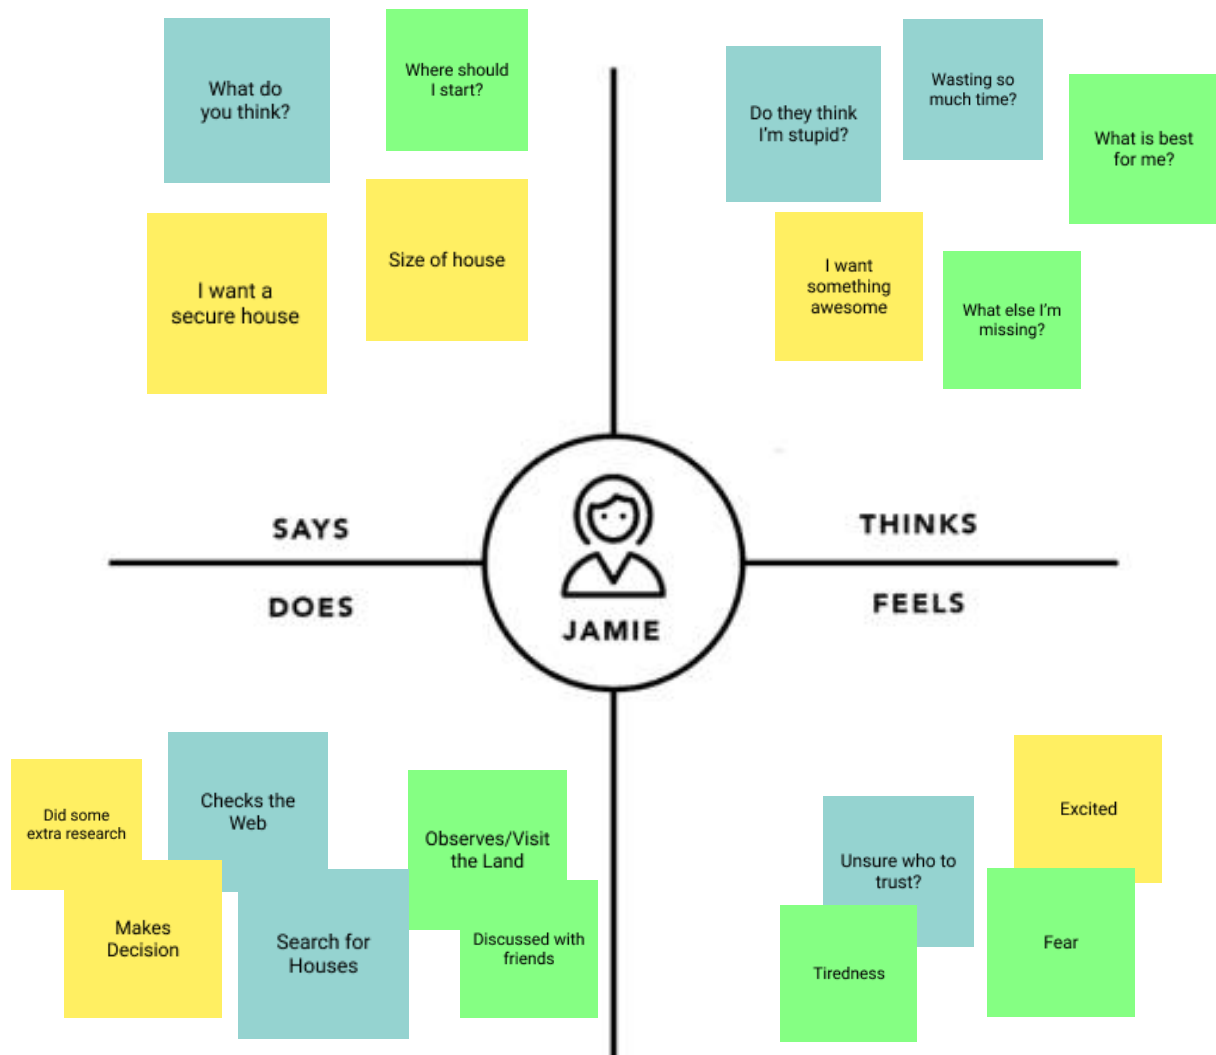 What do
you think?
Where should
I start?
I want a
secure house
Size of house
Do they think
I'm stupid?
Wasting so
much time?
What is best
for me?
I want
something
awesome
What else I'm
missing?
SAYS
THINKS
DOES
FEELS
JAMIE
Did some
extra research
Checks the
Web
Observes/Visit
the Land
Makes
Decision
Search for
Houses
Discussed with
friends
Excited
Unsure who to
trust?
Fear
Tiredness